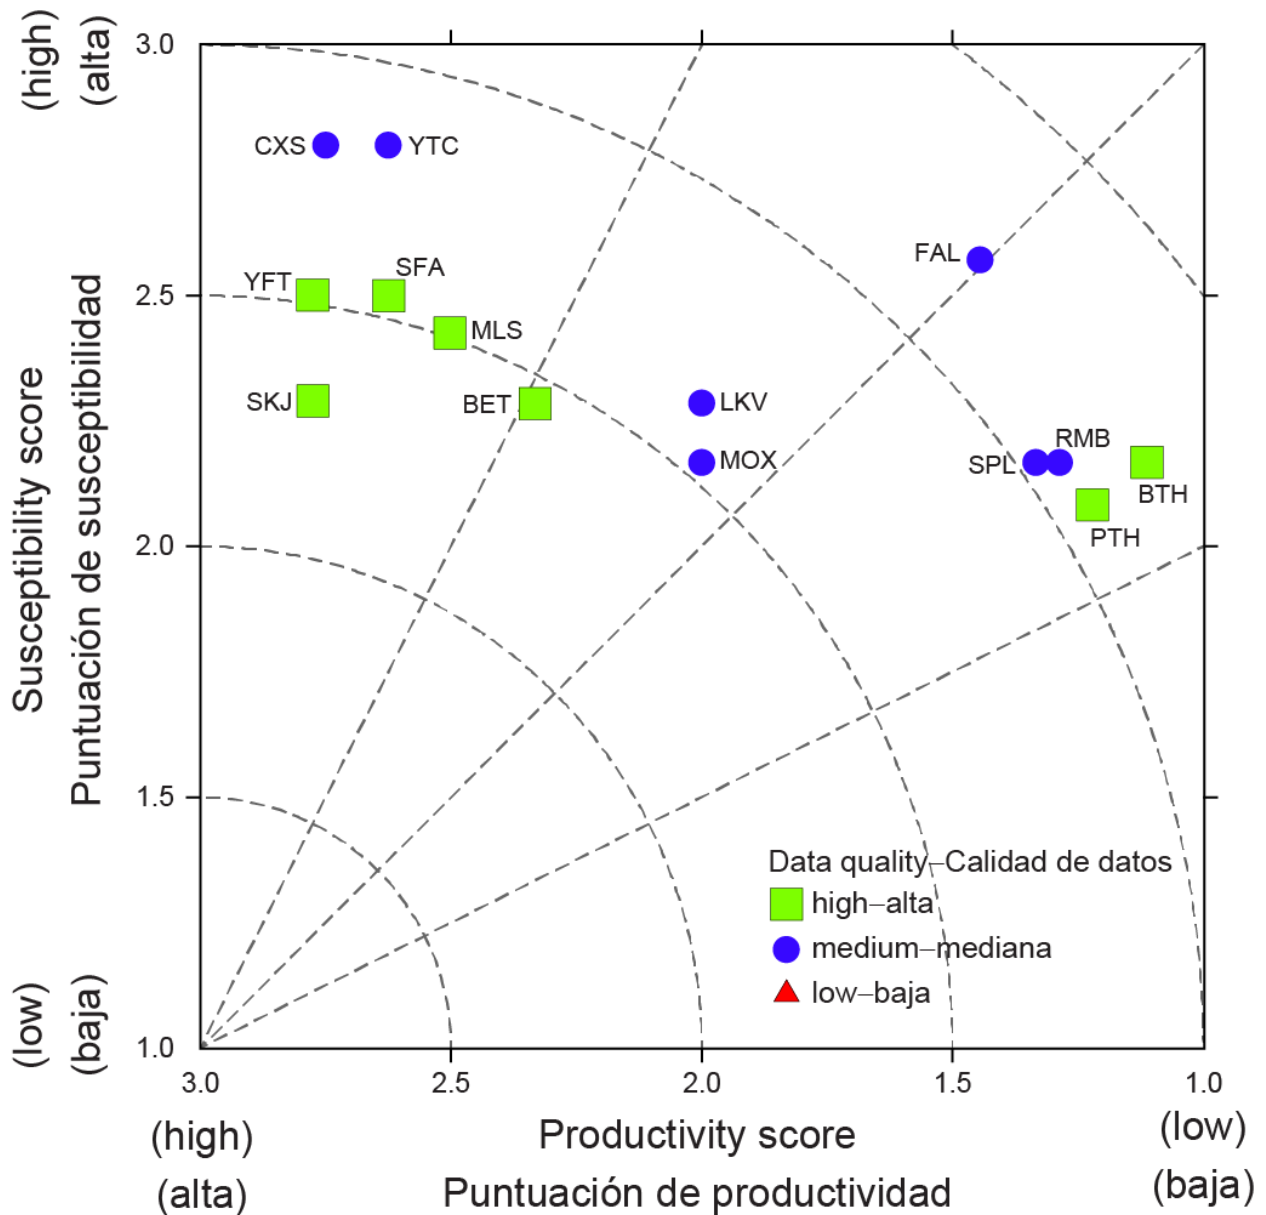 Susceptibility score
Puntuación de susceptibilidad
(high)
(alta)
(low)
(baja)
3.0
2.5
2.0
1.5
1.0
CXS
YTC
YFT
SFA
MLS
SKJ
BET
LKV
MOX
FAL
SPL
RMB
BTH
PTH
Data quality–Calidad de datos
high–alta
medium–mediana
low–baja
3.0
2.5
2.0
1.5
1.0
(high)
(alta)
Productivity score
Puntuación de productividad
(low)
(baja)